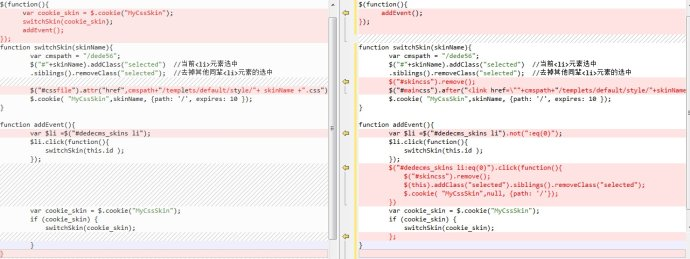 $(function(){
    var cookie_skin = $.cookie("MyCssSkin");
    switchSkin(cookie_skin);
    addEvent();
});
function switchSkin(skinName){
    var cmspath = "/dede56";
    $("#"+skinName).addClass("selected")  //当前<li>元素选中
    .siblings().removeClass("selected");  //去掉其他同辈<li>元素的选中
    $("#cssfile").attr("href",cmspath+"/templets/default/style/"+ skinName +".css")
    $.cookie( "MyCssSkin",skinName, {path: '/', expires: 10 });
}
function addEvent(){
    var $li =$("#dedecms_skins li");
    $li.click(function(){
        switchSkin(this.id );
    });
    var cookie_skin = $.cookie("MyCssSkin");
    if (cookie_skin) {
        switchSkin(cookie_skin);
    }
}
$(function(){
    addEvent();
});
function switchSkin(skinName){
    var cmspath = "/dede56";
    $("#"+skinName).addClass("selected")  //当前<li>元素选中
    .siblings().removeClass("selected");  //去掉其他同辈<li>元素的选中
    $("#skincss").remove();
    $("#maincss").after("<link href=\""+cmspath+"/templets/default/style/"+skinName
    $.cookie( "MyCssSkin",skinName, {path: '/', expires: 10 });
}
function addEvent(){
    var $li =$("#dedecms_skins li").not(":eq(0)");
    $li.click(function(){
        switchSkin(this.id );
    });
    $("#dedecms_skins li:eq(0)").click(function(){
        $("#skincss").remove();
        $(this).addClass("selected").siblings().removeClass("selected");
        $.cookie( "MyCssSkin",null, {path: '/'});
    })
    var cookie_skin = $.cookie("MyCssSkin");
    if (cookie_skin) {
        switchSkin(cookie_skin);
    };
}